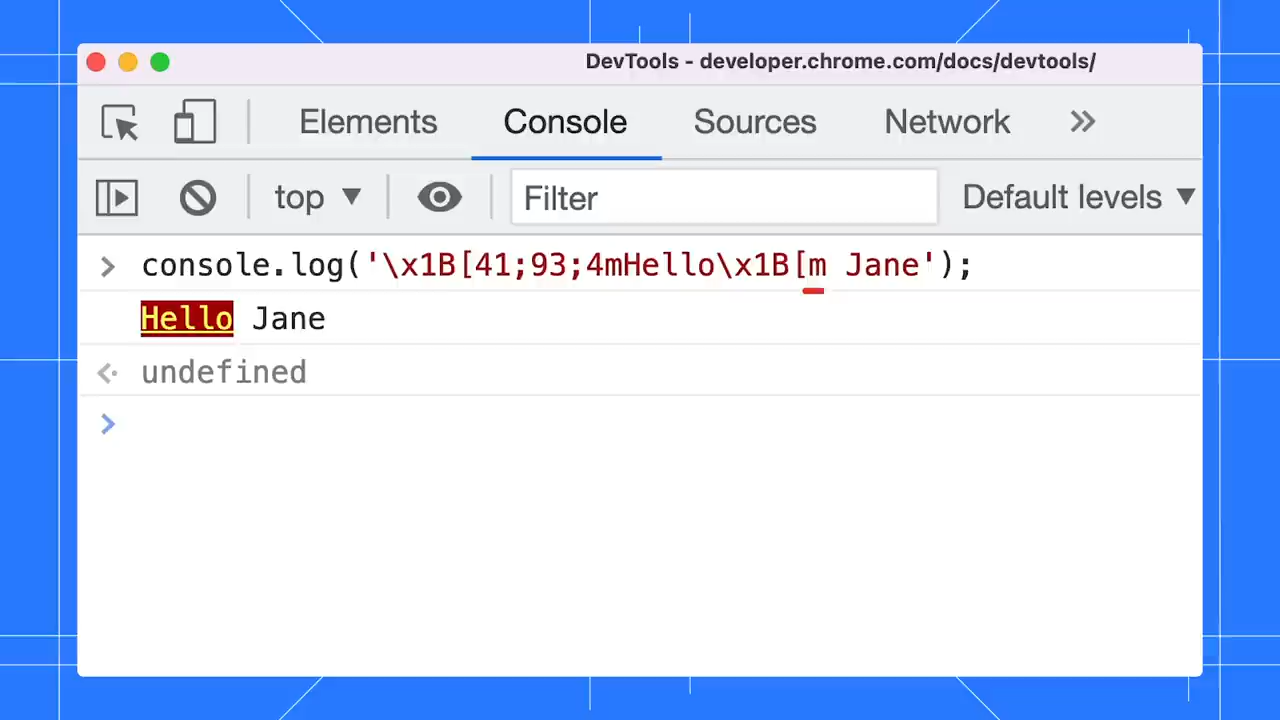 DevTools - developer.chrome.com/docs/devtools/
Elements Console Sources Network »
top ▼ Filter Default levels ▼
> console.log('\x1B[41;93;4mHello\x1B[m Jane');
Hello Jane
undefined
>